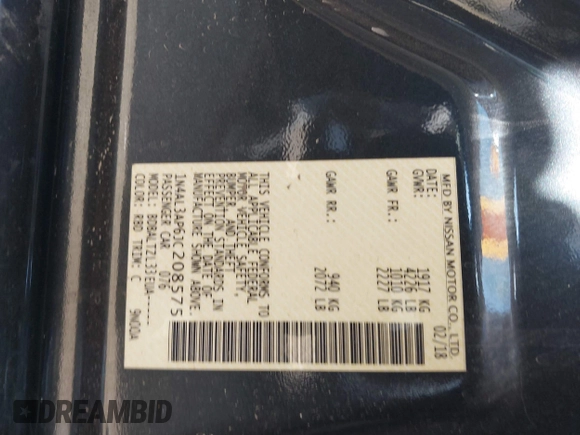 MFD BY NISSAN MOTOR CO., LTD.
DATE: 02/18
GVWR: 1917 KG
4226 LB
GAWR FR.: 1010 KG
2227 LB
GAWR RR.: 940 KG
2072 LB
THIS VEHICLE CONFORMS TO
ALL APPLICABLE FEDERAL
MOTOR VEHICLE SAFETY,
BUMPER, AND THEFT
PREVENTION STANDARDS IN
EFFECT ON THE DATE OF
MANUFACTURE SHOWN ABOVE.
1N4AL3AP6JC208575
PASSENGER CAR 076
COLOR: RBD TRIM: C
DREAMBID